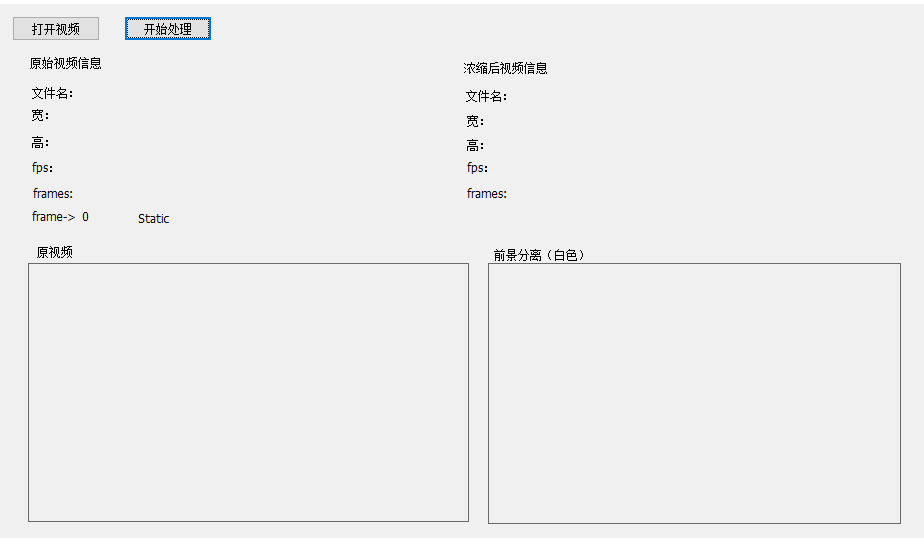 打开视频 开始处理
原始视频信息
浓缩后视频信息
文件名：
文件名：
宽：
宽：
高：
高：
fps：
fps：
frames:
frames:
frame-> 0 Static
原视频
前景分离（白色）